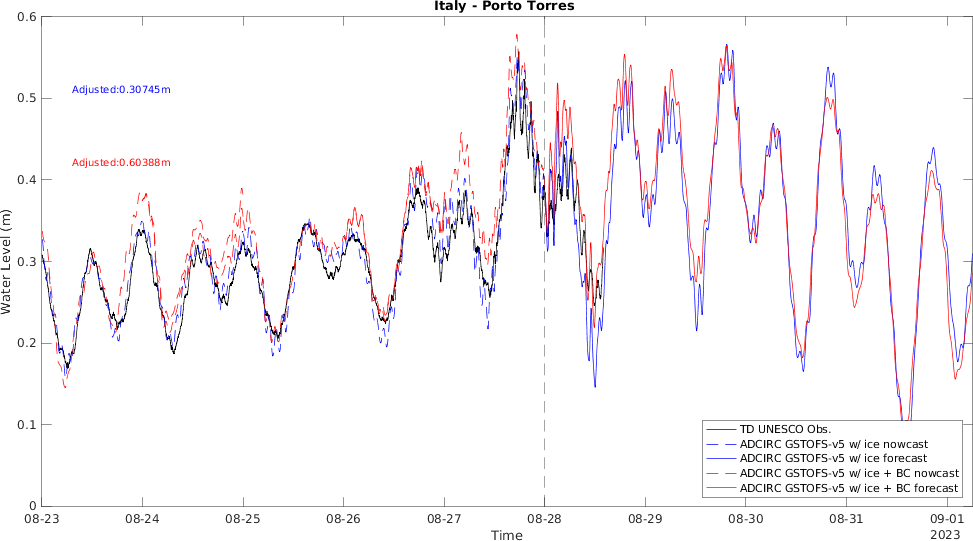 Italy - Porto Torres
Water Level (m)
0.6
0.5
0.4
0.3
0.2
0.1
0
Adjusted:0.30745m
Adjusted:0.60388m
TD UNESCO Obs.
ADCIRC GSTOFS-v5 w/ ice nowcast
ADCIRC GSTOFS-v5 w/ ice forecast
ADCIRC GSTOFS-v5 w/ ice + BC nowcast
ADCIRC GSTOFS-v5 w/ ice + BC forecast
08-23 08-24 08-25 08-26 08-27 08-28 08-29 08-30 08-31 09-01
2023
Time